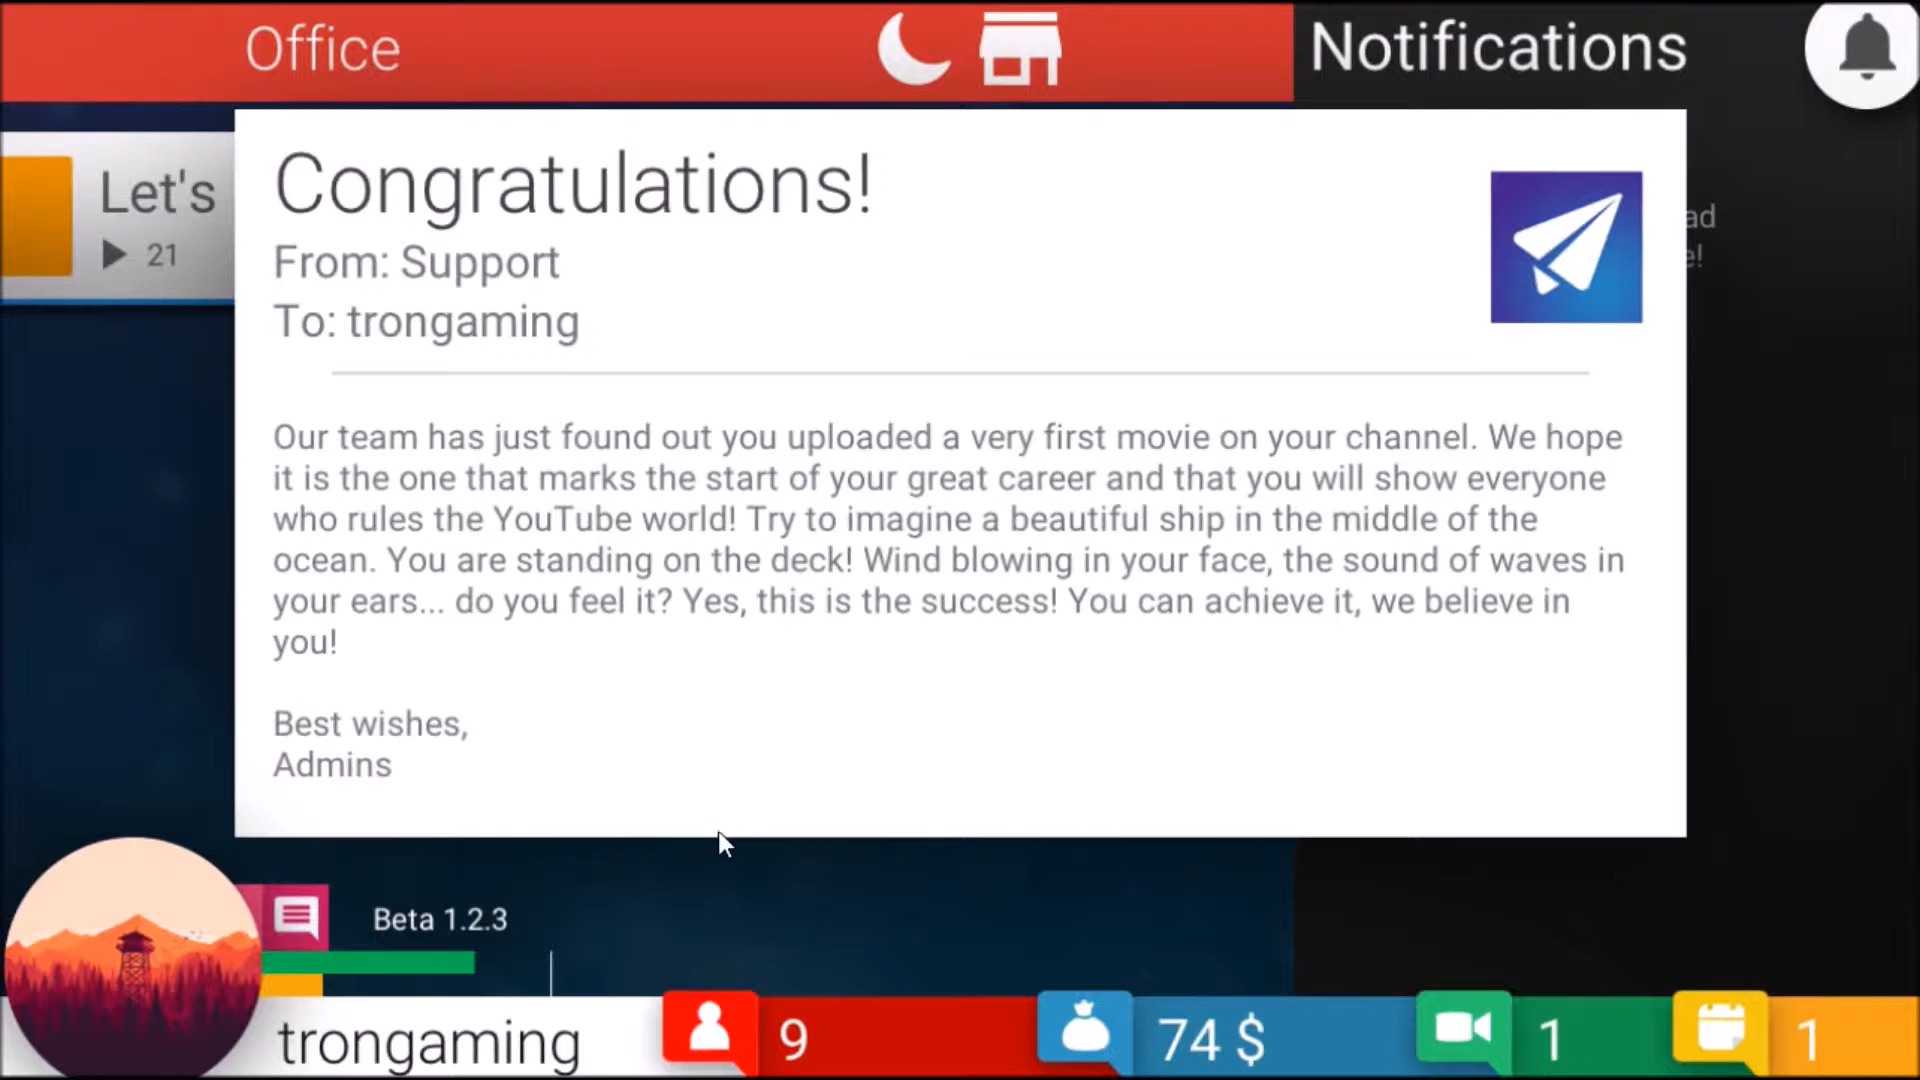 Office
Notifications
Let's
21
Congratulations!
From: Support
To: trongaming
ad
e!
Our team has just found out you uploaded a very first movie on your channel. We hope
it is the one that marks the start of your great career and that you will show everyone
who rules the YouTube world! Try to imagine a beautiful ship in the middle of the
ocean. You are standing on the deck! Wind blowing in your face, the sound of waves in
your ears... do you feel it? Yes, this is the success! You can achieve it, we believe in
you!
Best wishes,
Admins
Beta 1.2.3
trongaming
9
74 $
1
1